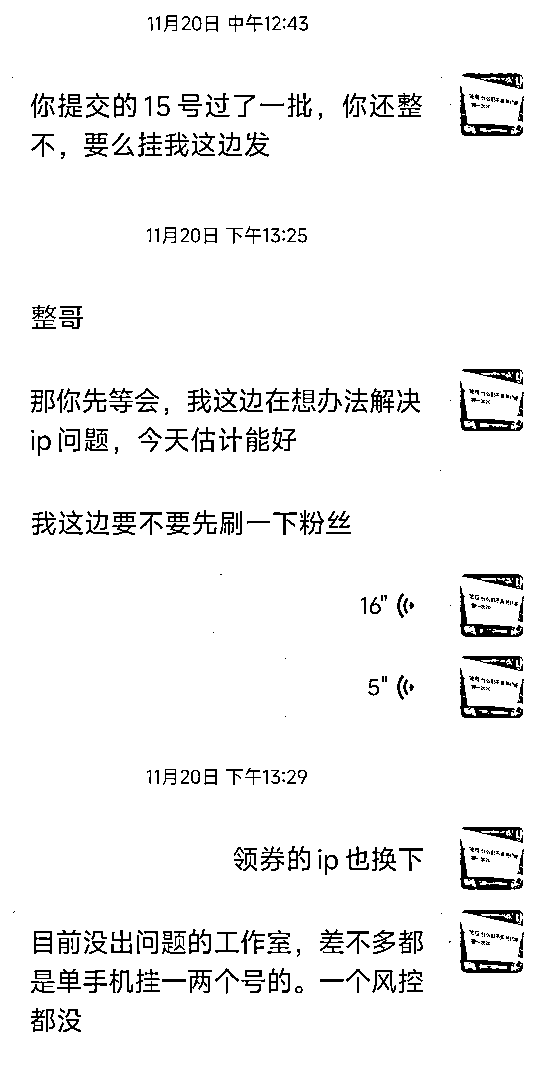 11月20日 中午12:43
你提交的15号过了一批，你还整
不，要么挂我这边发
11月20日 下午13:25
整哥
那你先等会，我这边在想办法解决
ip问题，今天估计能好
我这边要不要先刷一下粉丝
16"
5"
11月20日 下午13:29
领券的ip也换下
目前没出问题的工作室，差不多都
是单手机挂一两个号的。一个风控
都没